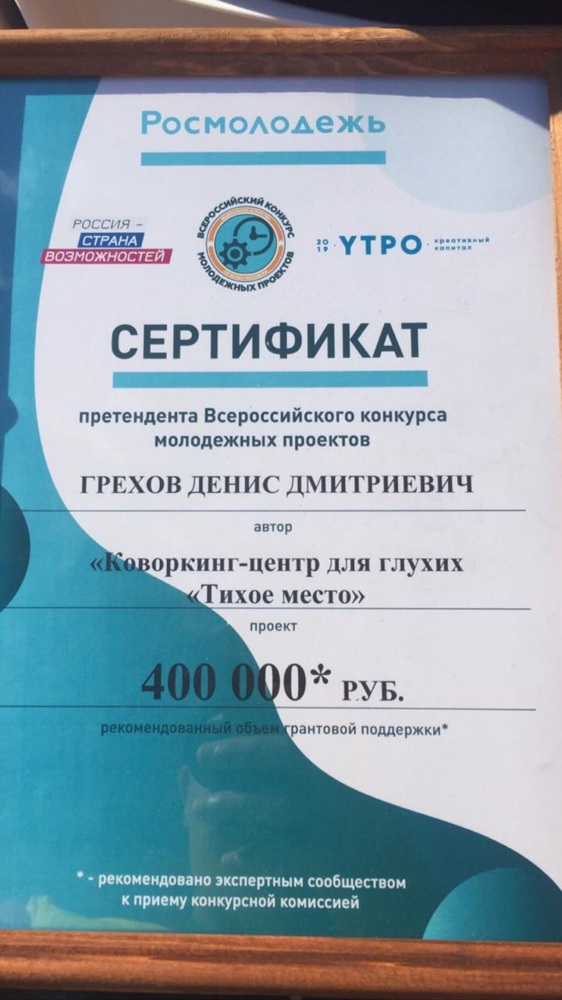 Росмолодежь
РОССИЯ –
СТРАНА
ВОЗМОЖНОСТЕЙ
ВСЕРОССИЙСКИЙ КОНКУРС
МОЛОДЕЖНЫХ ПРОЕКТОВ
2019 · УТРО · креативный капитал
СЕРТИФИКАТ
претендента Всероссийского конкурса
молодежных проектов
ГРЕХОВ ДЕНИС ДМИТРИЕВИЧ
автор
«Коворкинг-центр для глухих
«Тихое место»
проект
400 000* РУБ.
рекомендованный объем грантовой поддержки*
* - рекомендовано экспертным сообществом
к приему конкурсной комиссией